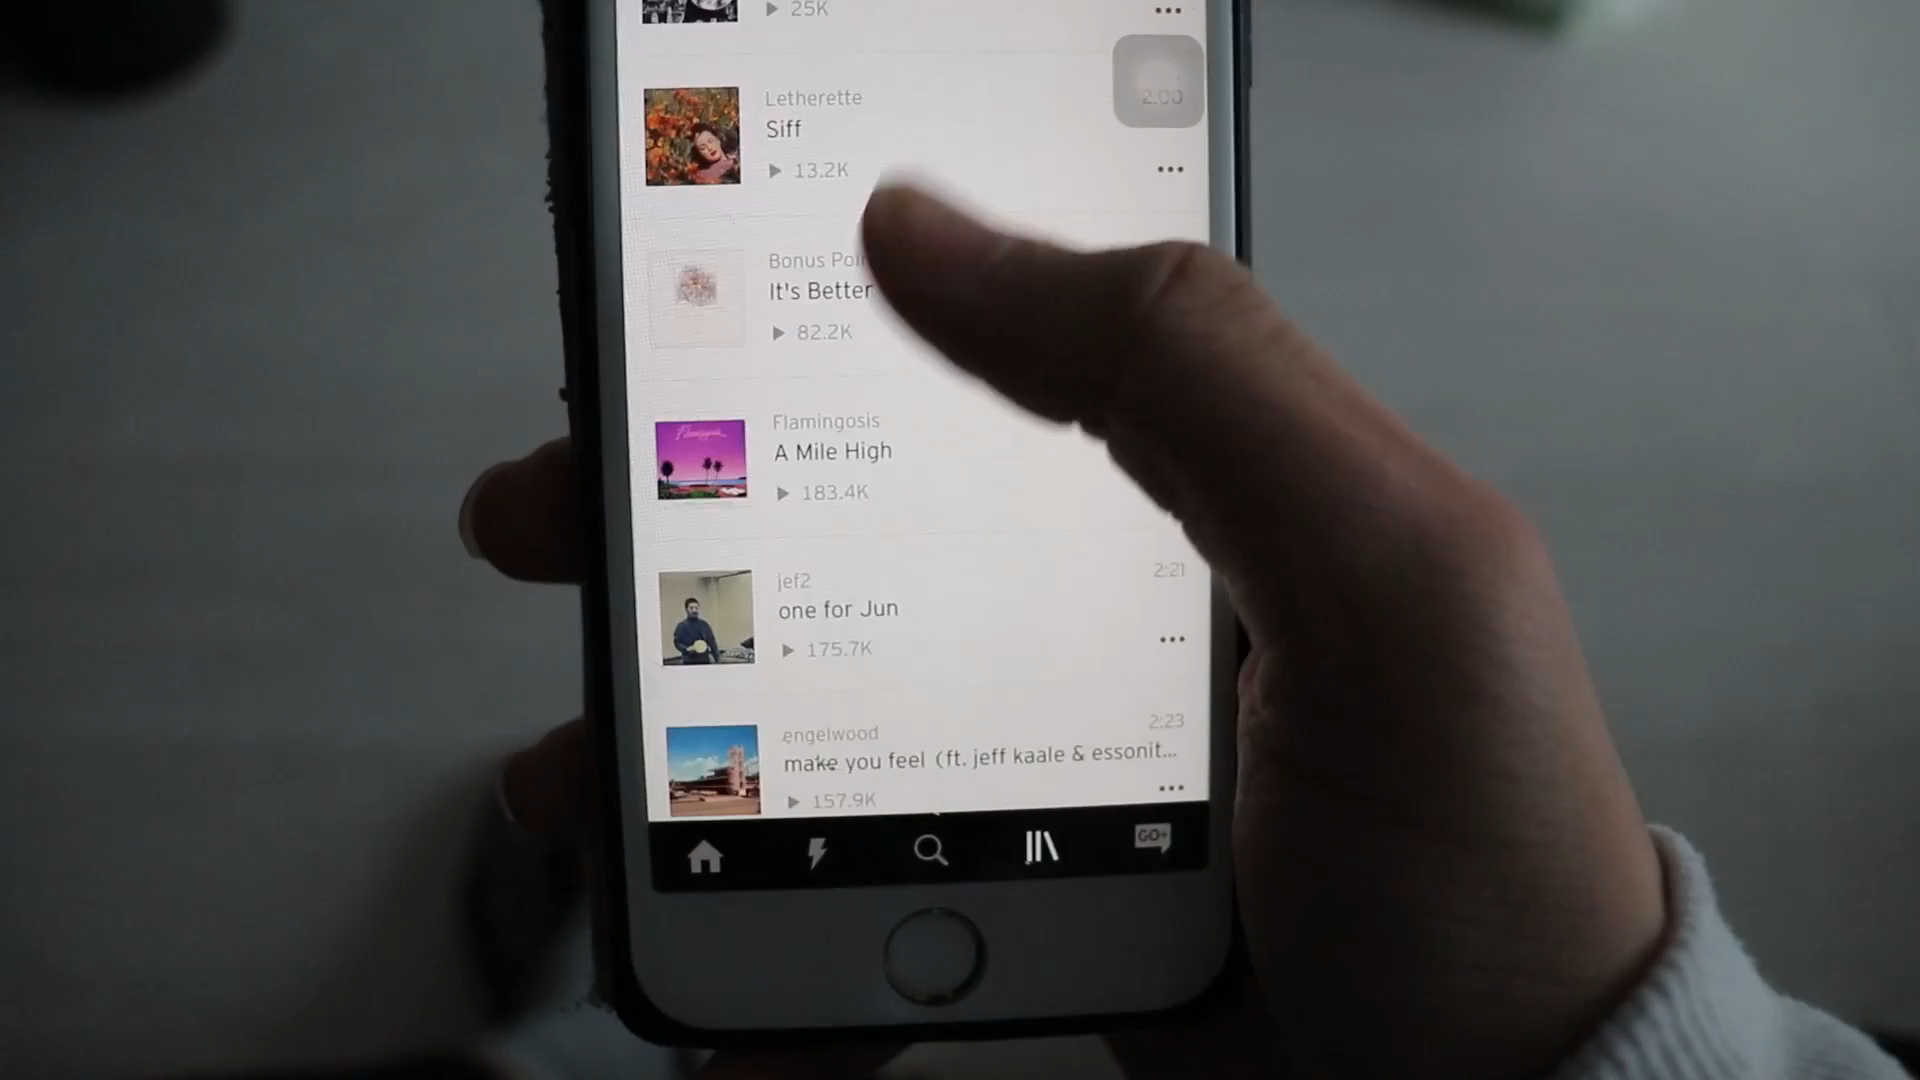 25K
Letherette
2:00
Siff
13.2K
Bonus Poi
It's Better
82.2K
Flamingosis
A Mile High
183.4K
jef2
2:21
one for Jun
175.7K
engelwood
2:23
make you feel (ft. jeff kaale & essonit...
157.9K
GO+